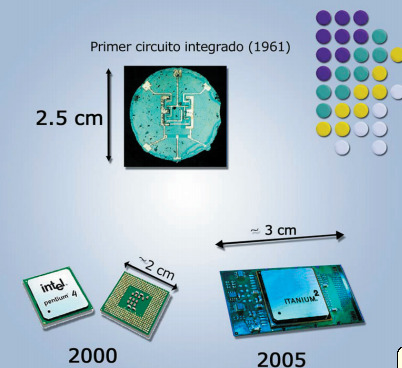 Primer circuito integrado (1961)
2.5 cm
≈ 3 cm
~2 cm
intel
pentium 4
ITANIUM 2
2000
2005